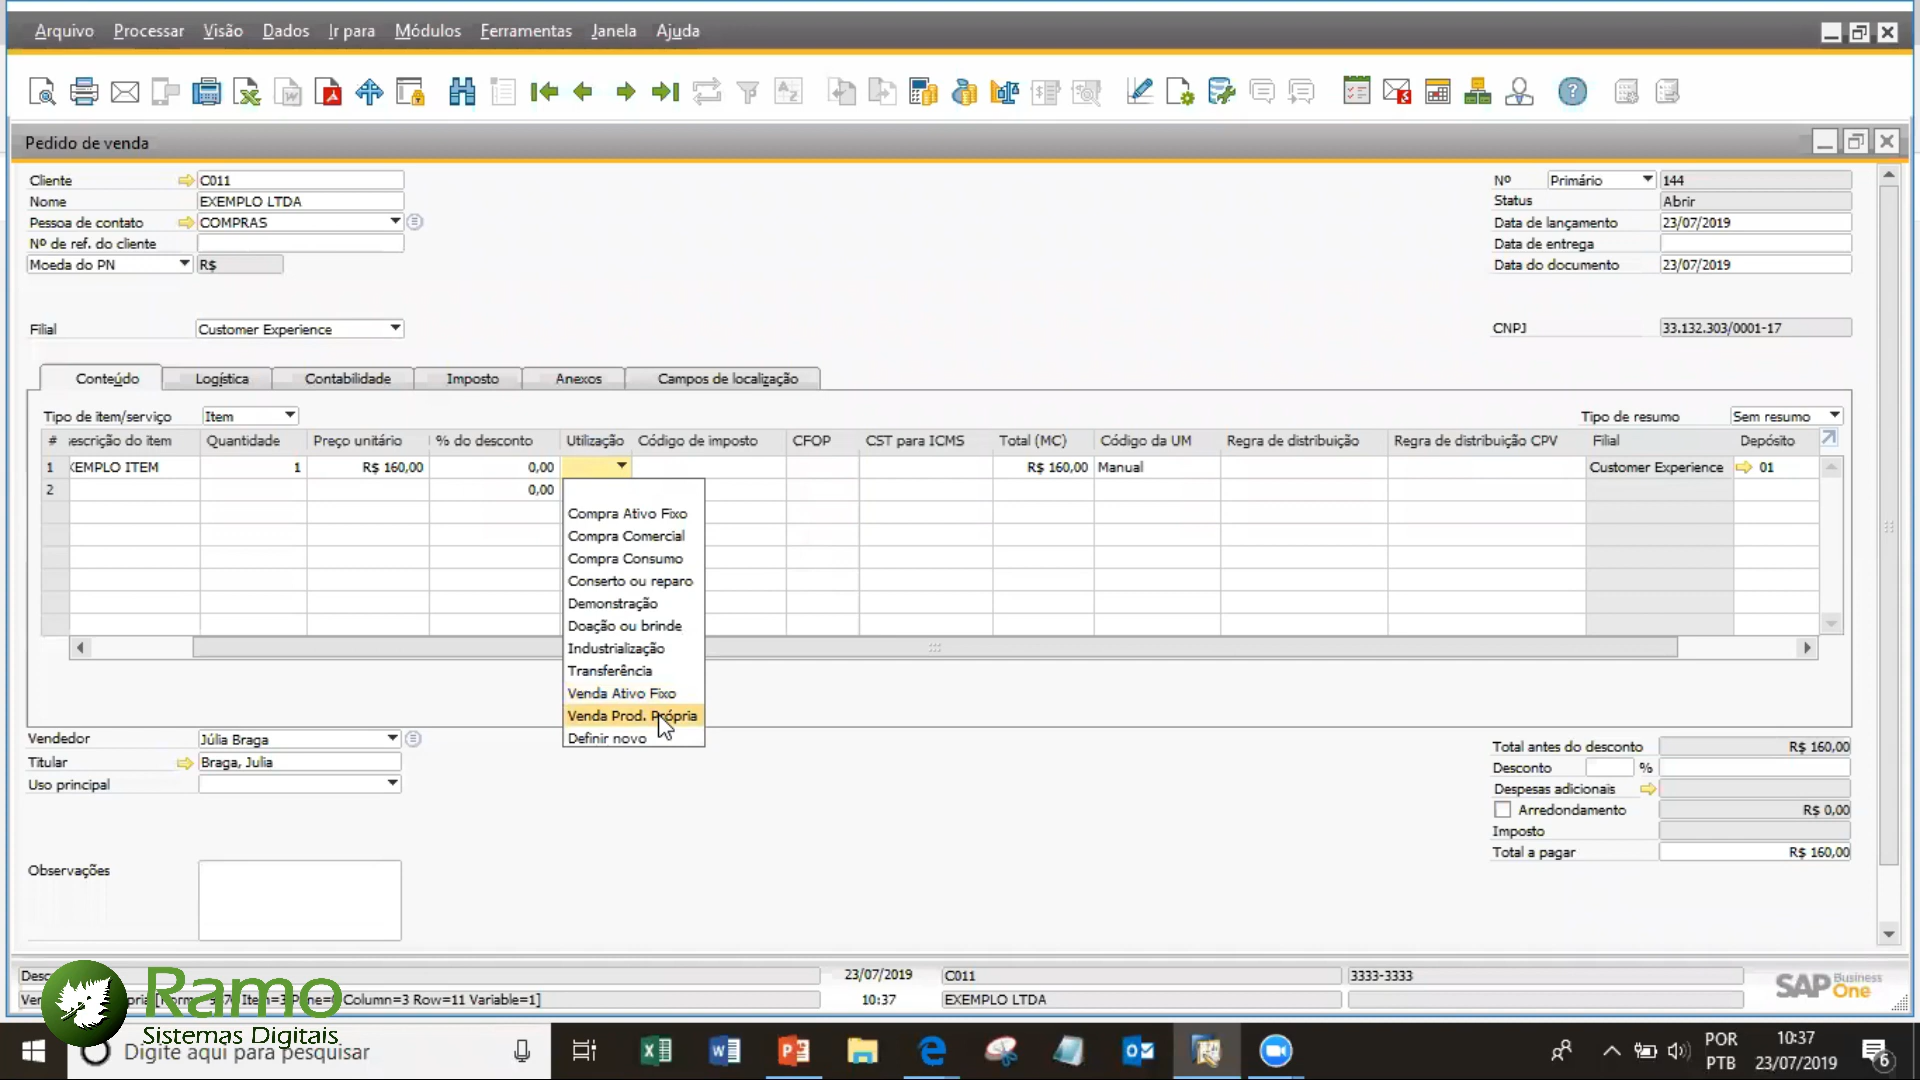 Arquivo Processar Visão Dados Ir para Módulos Ferramentas Janela Ajuda
Pedido de venda
Cliente C011
Nome EXEMPLO LTDA
Pessoa de contato COMPRAS
Nº de ref. do cliente
Moeda do PN R$
Filial Customer Experience
Nº Primário 144
Status Abrir
Data de lançamento 23/07/2019
Data de entrega
Data do documento 23/07/2019
CNPJ 33.132.303/0001-17
Conteúdo Logística Contabilidade Imposto Anexos Campos de localização
Tipo de item/serviço Item
Tipo de resumo Sem resumo
# escrição do item Quantidade Preço unitário % do desconto Utilização Código de imposto CFOP CST para ICMS Total (MC) Código da UM Regra de distribuição Regra de distribuição CPV Filial Depósito
1 XEMPLO ITEM 1 R$ 160,00 0,00 R$ 160,00 Manual Customer Experience 01
2 0,00
Compra Ativo Fixo
Compra Comercial
Compra Consumo
Conserto ou reparo
Demonstração
Doação ou brinde
Industrialização
Transferência
Venda Ativo Fixo
Venda Prod. Própria
Definir novo
Vendedor Júlia Braga
Titular Braga, Julia
Uso principal
Observações
Total antes do desconto R$ 160,00
Desconto %
Despesas adicionais
Arredondamento R$ 0,00
Imposto
Total a pagar R$ 160,00
23/07/2019 C011 3333-3333
10:37 EXEMPLO LTDA
Item=3 Column=3 Row=11 Variable=1]
SAP Business One
Ramo
Sistemas Digitais
Digite aqui para pesquisar
POR
PTB
10:37
23/07/2019
6